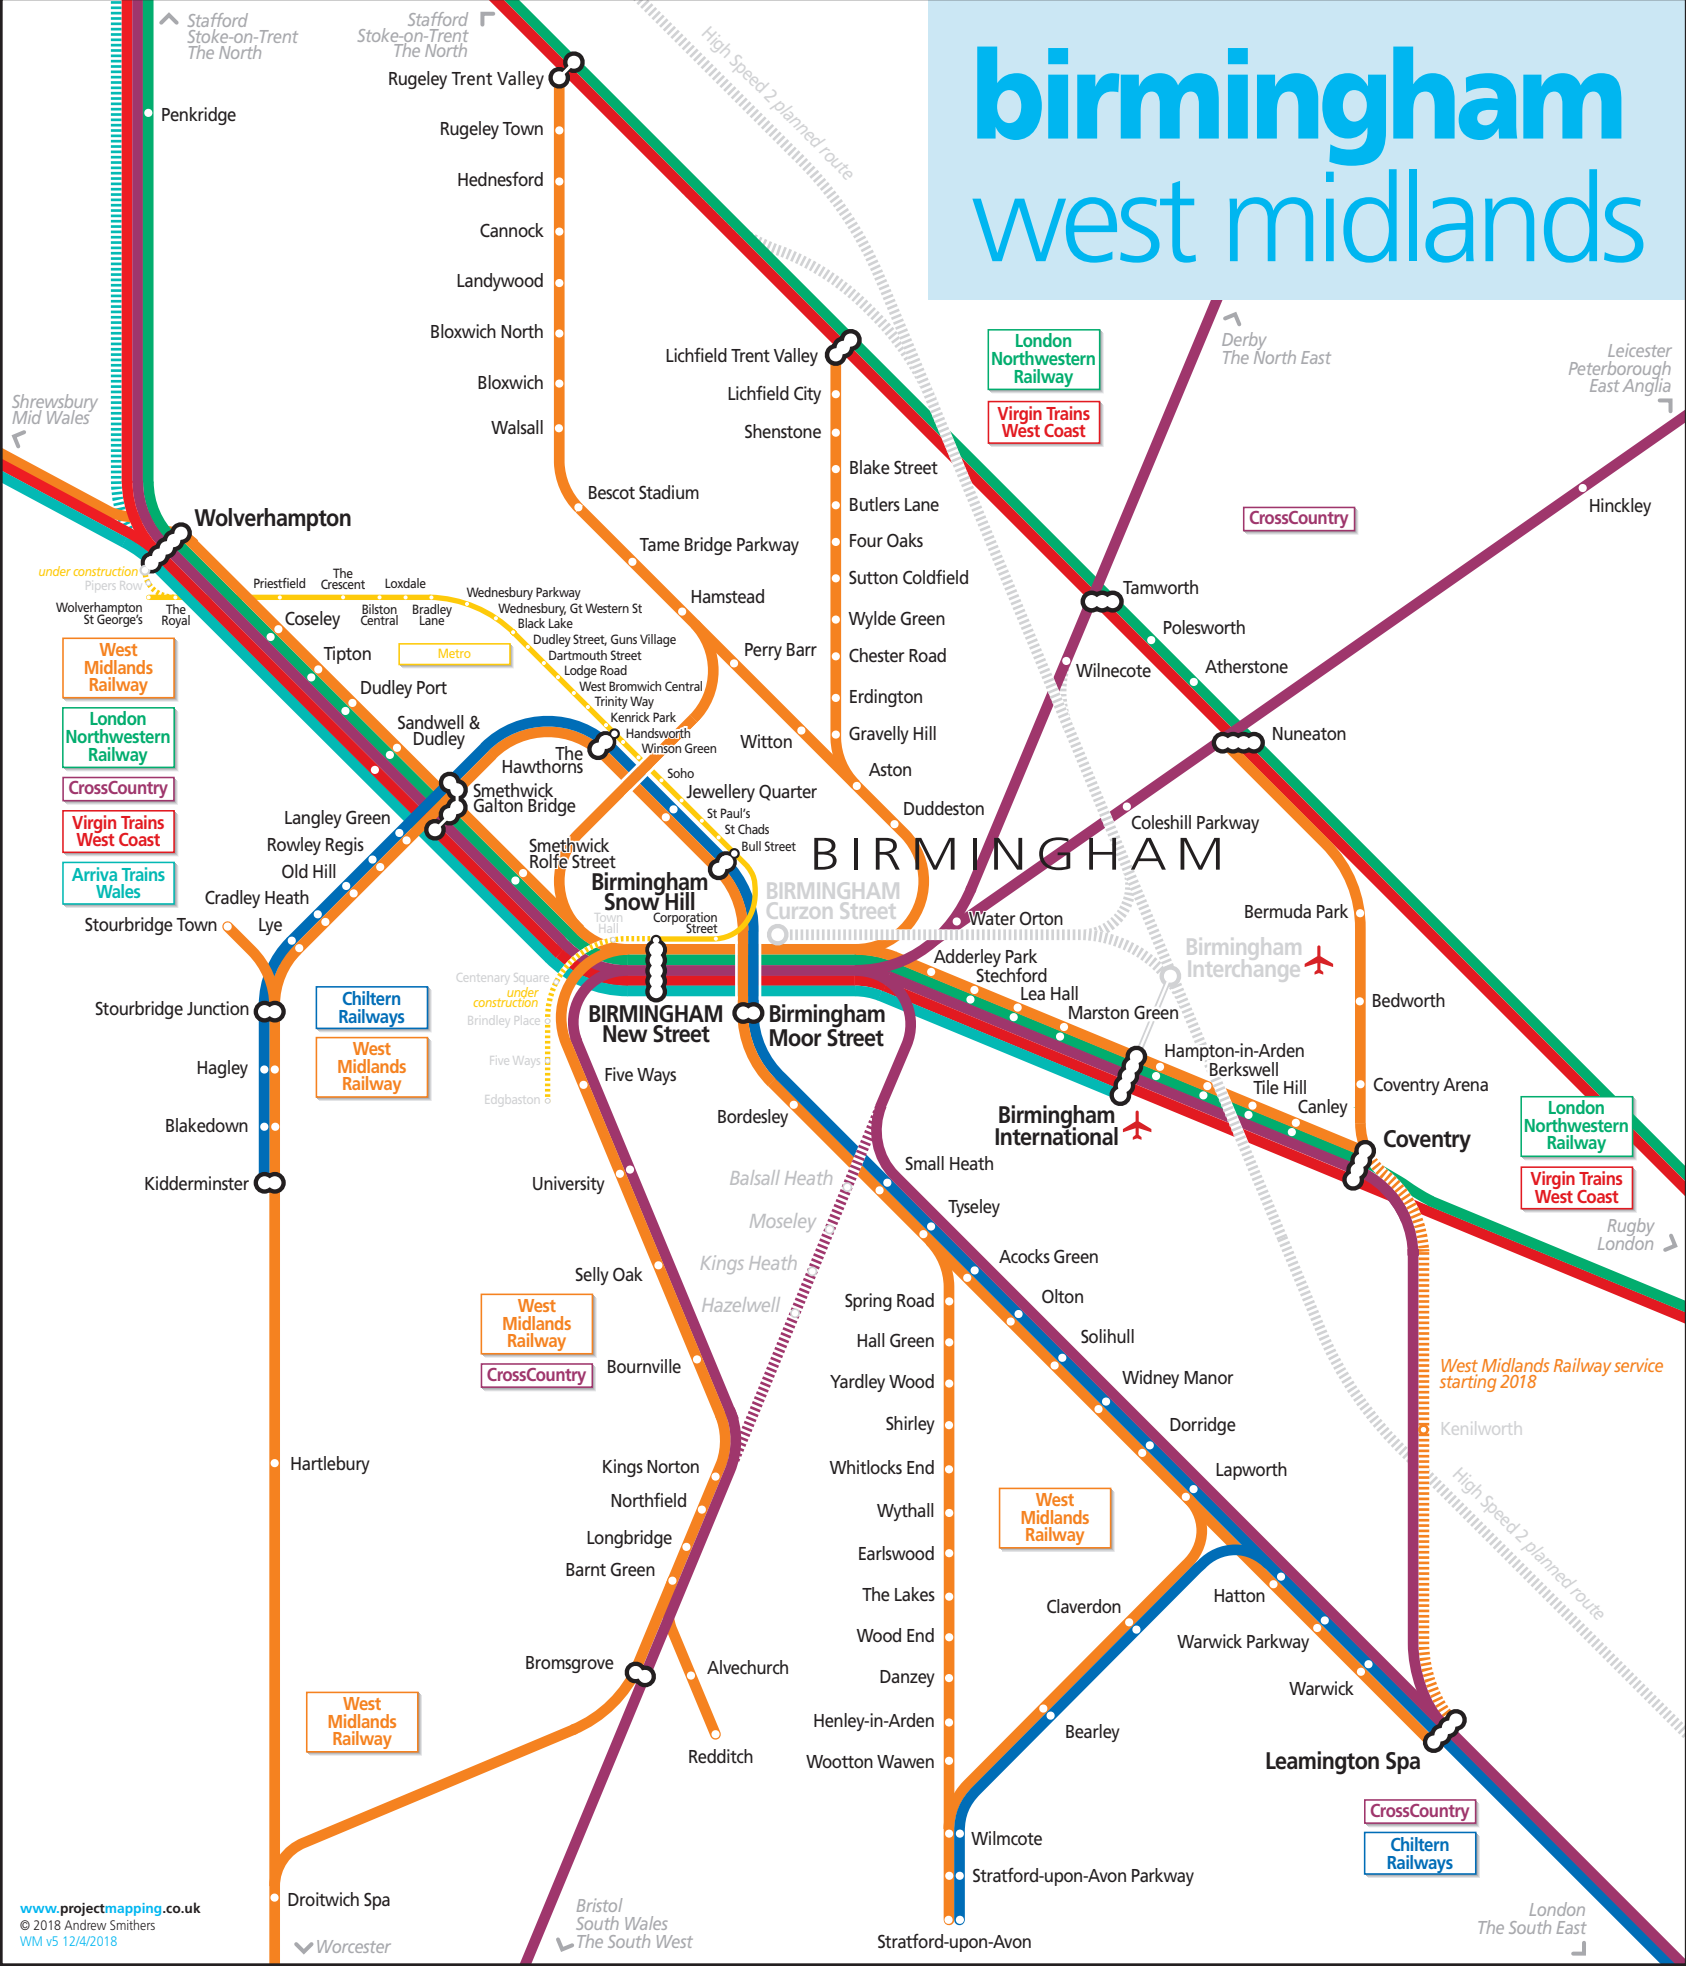 birmingham
west midlands
Stafford
Stoke-on-Trent
The North
Stafford
Stoke-on-Trent
The North
High Speed 2 planned route
Penkridge
Rugeley Trent Valley
Rugeley Town
Hednesford
Cannock
Landywood
Bloxwich North
Bloxwich
Walsall
Bescot Stadium
Tame Bridge Parkway
Hamstead
Perry Barr
Witton
Lichfield Trent Valley
Lichfield City
Shenstone
Blake Street
Butlers Lane
Four Oaks
Sutton Coldfield
Wylde Green
Chester Road
Erdington
Gravelly Hill
Aston
Duddeston
London
Northwestern
Railway
Virgin Trains
West Coast
Derby
The North East
Leicester
Peterborough
East Anglia
CrossCountry
Hinckley
Tamworth
Polesworth
Wilnecote
Atherstone
Nuneaton
Coleshill Parkway
Water Orton
Bermuda Park
Bedworth
Coventry Arena
Shrewsbury
Mid Wales
Wolverhampton
under construction
Pipers Row
Wolverhampton
St George's
The
Royal
Priestfield
The
Crescent
Loxdale
Bilston
Central
Bradley
Lane
Wednesbury Parkway
Wednesbury, Gt Western St
Black Lake
Dudley Street, Guns Village
Dartmouth Street
Lodge Road
West Bromwich Central
Trinity Way
Kenrick Park
Handsworth
Winson Green
Soho
Jewellery Quarter
St Paul's
St Chads
Bull Street
Metro
Coseley
Tipton
Dudley Port
Sandwell &
Dudley
The
Hawthorns
Smethwick
Galton Bridge
Smethwick
Rolfe Street
West
Midlands
Railway
London
Northwestern
Railway
CrossCountry
Virgin Trains
West Coast
Arriva Trains
Wales
Langley Green
Rowley Regis
Old Hill
Cradley Heath
Lye
Stourbridge Town
Stourbridge Junction
Hagley
Blakedown
Kidderminster
Hartlebury
Droitwich Spa
Worcester
Chiltern
Railways
West
Midlands
Railway
BIRMINGHAM
Birmingham
Snow Hill
Town
Hall
Corporation
Street
BIRMINGHAM
Curzon Street
Centenary Square
under
construction
Brindley Place
Five Ways
Edgbaston
BIRMINGHAM
New Street
Birmingham
Moor Street
Birmingham
Interchange
Adderley Park
Stechford
Lea Hall
Marston Green
Birmingham
International
Hampton-in-Arden
Berkswell
Tile Hill
Canley
Coventry
London
Northwestern
Railway
Virgin Trains
West Coast
Rugby
London
Five Ways
University
Selly Oak
Bournville
Kings Norton
Northfield
Longbridge
Barnt Green
Bromsgrove
Alvechurch
Redditch
West
Midlands
Railway
CrossCountry
West
Midlands
Railway
Balsall Heath
Moseley
Kings Heath
Hazelwell
Bordesley
Small Heath
Tyseley
Acocks Green
Olton
Solihull
Widney Manor
Dorridge
Lapworth
Hatton
Warwick Parkway
Warwick
Leamington Spa
Spring Road
Hall Green
Yardley Wood
Shirley
Whitlocks End
Wythall
Earlswood
The Lakes
Wood End
Danzey
Henley-in-Arden
Wootton Wawen
Wilmcote
Stratford-upon-Avon Parkway
Stratford-upon-Avon
West
Midlands
Railway
Claverdon
Bearley
West Midlands Railway service
starting 2018
Kenilworth
High Speed 2 planned route
CrossCountry
Chiltern
Railways
London
The South East
Bristol
South Wales
The South West
www.projectmapping.co.uk
© 2018 Andrew Smithers
WM v5 12/4/2018